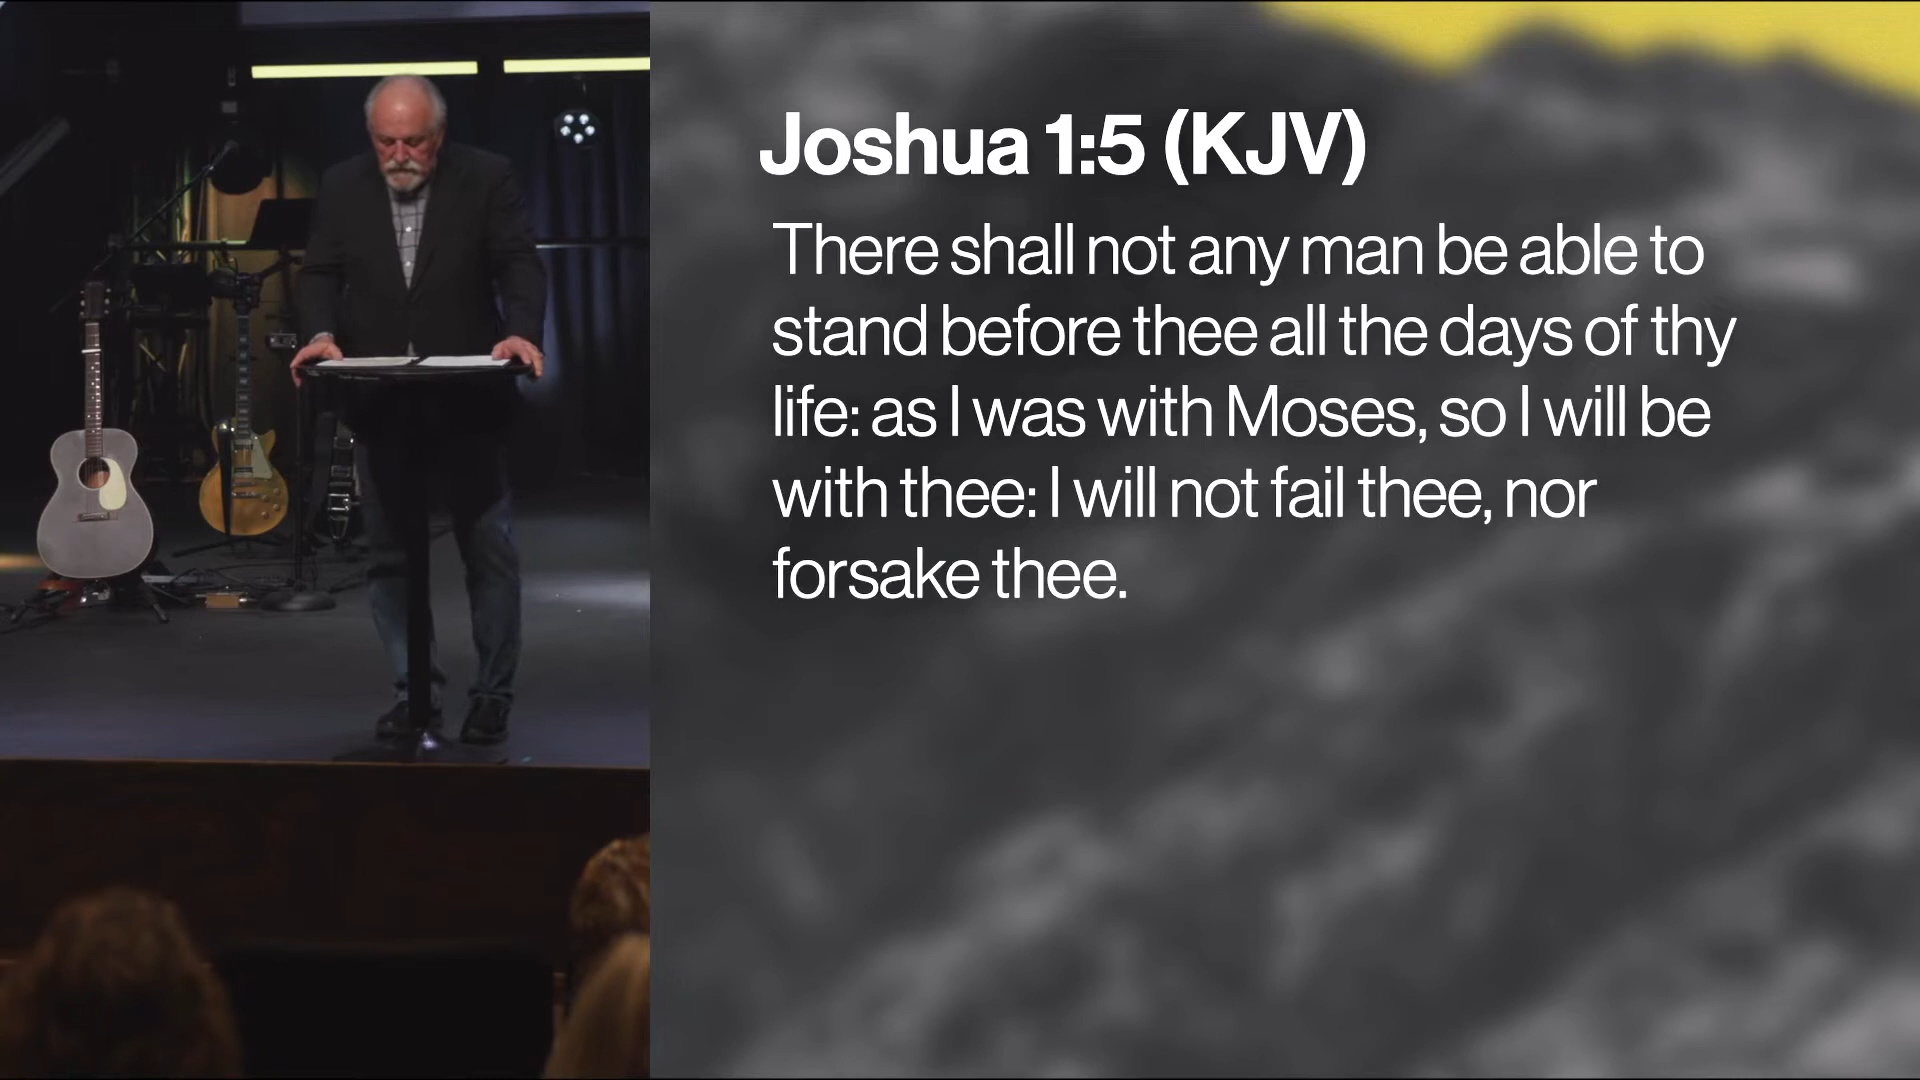 Joshua 1:5 (KJV)
There shall not any man be able to
stand before thee all the days of thy
life: as I was with Moses, so I will be
with thee: I will not fail thee, nor
forsake thee.